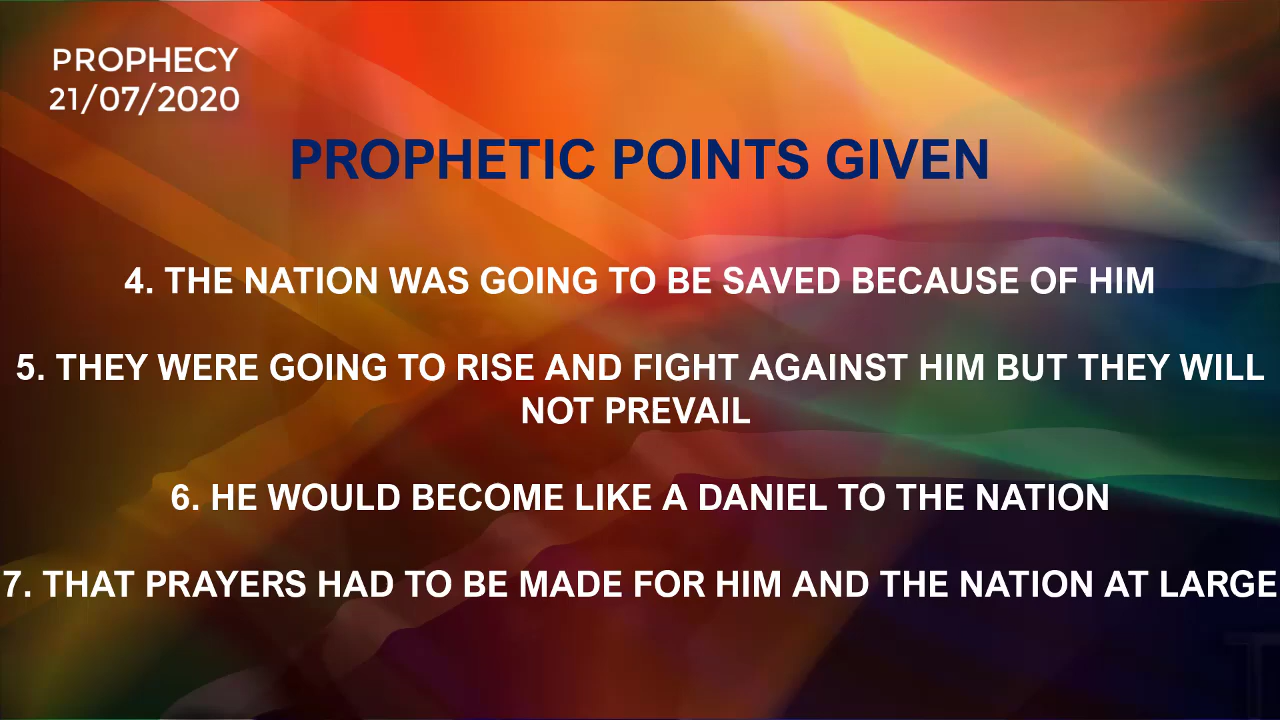 PROPHECY
21/07/2020
PROPHETIC POINTS GIVEN
4. THE NATION WAS GOING TO BE SAVED BECAUSE OF HIM
5. THEY WERE GOING TO RISE AND FIGHT AGAINST HIM BUT THEY WILL
NOT PREVAIL
6. HE WOULD BECOME LIKE A DANIEL TO THE NATION
7. THAT PRAYERS HAD TO BE MADE FOR HIM AND THE NATION AT LARGE